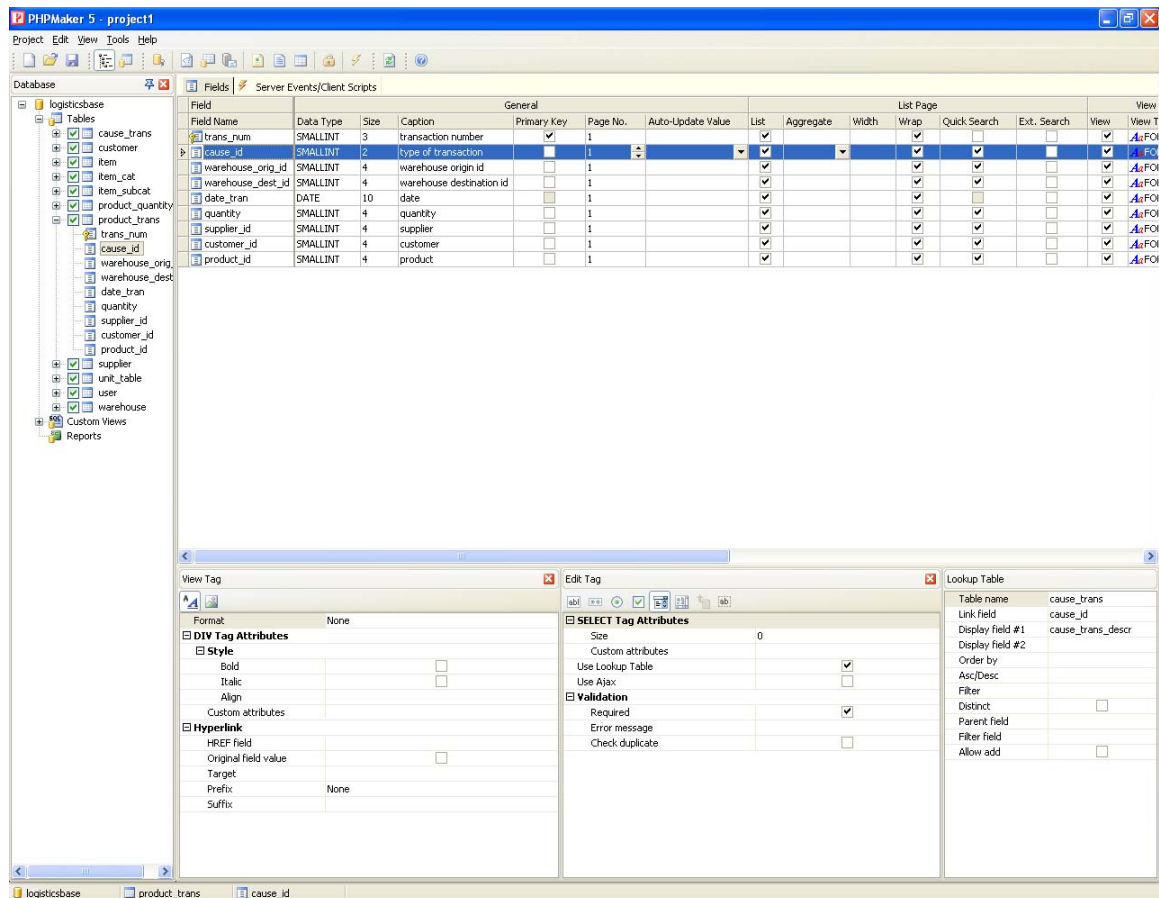 PHPMaker 5 - project1
Project Edit View Tools Help
Database
Fields Server Events/Client Scripts
logisticsbase
Tables
cause_trans
customer
item
item_cat
item_subcat
product_quantity
product_trans
trans_num
cause_id
warehouse_orig_
warehouse_dest
date_tran
quantity
supplier_id
customer_id
product_id
supplier
unit_table
user
warehouse
Custom Views
Reports
Field General List Page View
Field Name Data Type Size Caption Primary Key Page No. Auto-Update Value List Aggregate Width Wrap Quick Search Ext. Search View View T
trans_num SMALLINT 3 transaction number 1 AaFO
cause_id SMALLINT 2 type of transaction 1 FO
warehouse_orig_id SMALLINT 4 warehouse origin id 1 AaFO
warehouse_dest_id SMALLINT 4 warehouse destination id 1 AaFO
date_tran DATE 10 date 1 AaFO
quantity SMALLINT 4 quantity 1 AaFO
supplier_id SMALLINT 4 supplier 1 AaFO
customer_id SMALLINT 4 customer 1 AaFO
product_id SMALLINT 4 product 1 AaFO
View Tag
Format None
DIV Tag Attributes
Style
Bold
Italic
Align
Custom attributes
Hyperlink
HREF field
Original field value
Target
Prefix None
Suffix
Edit Tag
SELECT Tag Attributes
Size 0
Custom attributes
Use Lookup Table
Use Ajax
Validation
Required
Error message
Check duplicate
Lookup Table
Table name cause_trans
Link field cause_id
Display field #1 cause_trans_descr
Display field #2
Order by
Asc/Desc
Filter
Distinct
Parent field
Filter field
Allow add
logisticsbase product_trans cause_id